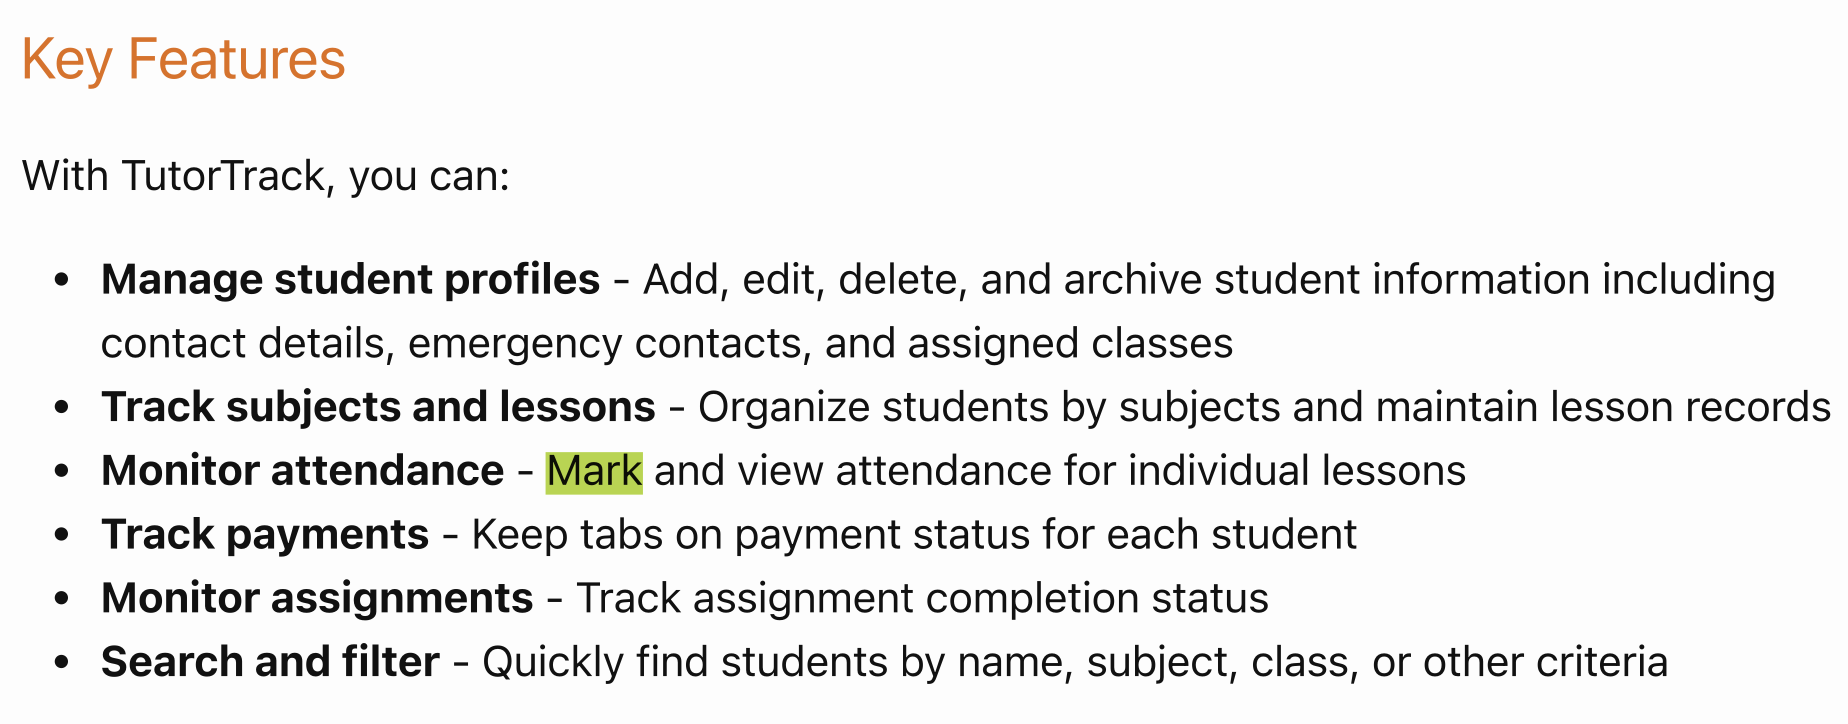 Key Features
With TutorTrack, you can:
• Manage student profiles - Add, edit, delete, and archive student information including
contact details, emergency contacts, and assigned classes
• Track subjects and lessons - Organize students by subjects and maintain lesson records
• Monitor attendance - Mark and view attendance for individual lessons
• Track payments - Keep tabs on payment status for each student
• Monitor assignments - Track assignment completion status
• Search and filter - Quickly find students by name, subject, class, or other criteria